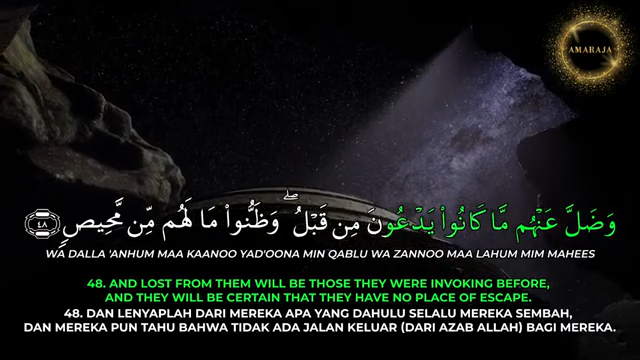 AMARAJA
وَضَلَّ عَنْهُم مَّا كَانُوا۟ يَدْعُونَ مِن قَبْلُ ۖ وَظَنُّوا۟ مَا لَهُم مِّن مَّحِيصٍ ٤٨
WA DALLA 'ANHUM MAA KAANOO YAD'OONA MIN QABLU WA ZANNOO MAA LAHUM MIM MAHEES
48. AND LOST FROM THEM WILL BE THOSE THEY WERE INVOKING BEFORE,
AND THEY WILL BE CERTAIN THAT THEY HAVE NO PLACE OF ESCAPE.
48. DAN LENYAPLAH DARI MEREKA APA YANG DAHULU SELALU MEREKA SEMBAH,
DAN MEREKA PUN TAHU BAHWA TIDAK ADA JALAN KELUAR (DARI AZAB ALLAH) BAGI MEREKA.